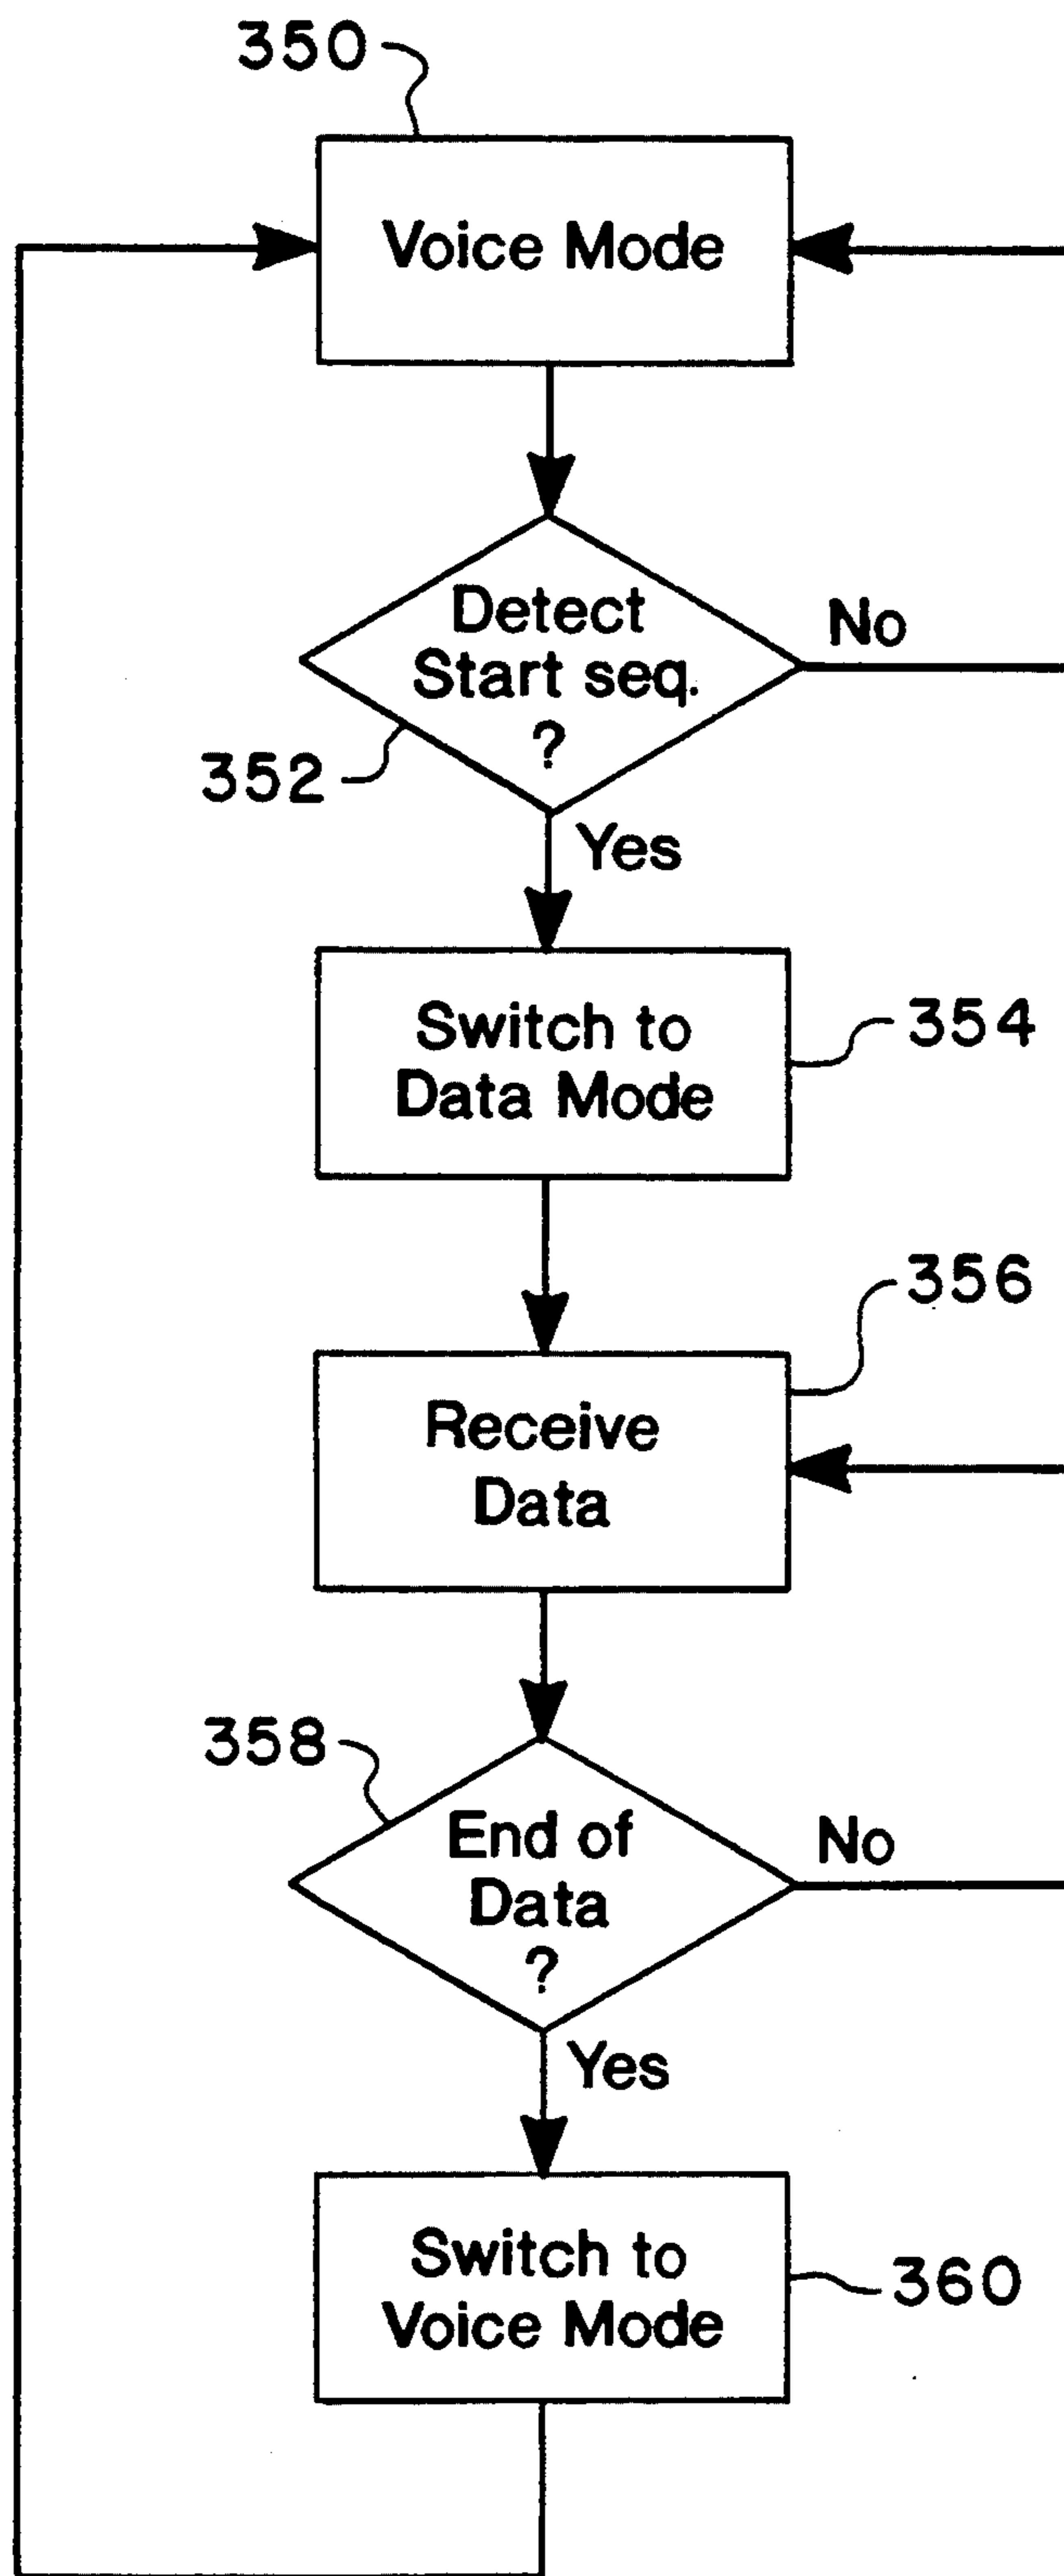 350
Voice Mode
Detect
Start seq.
?
No
352
Yes
Switch to
Data Mode
354
356
Receive
Data
358
End of
Data
?
No
Yes
Switch to
Voice Mode
360